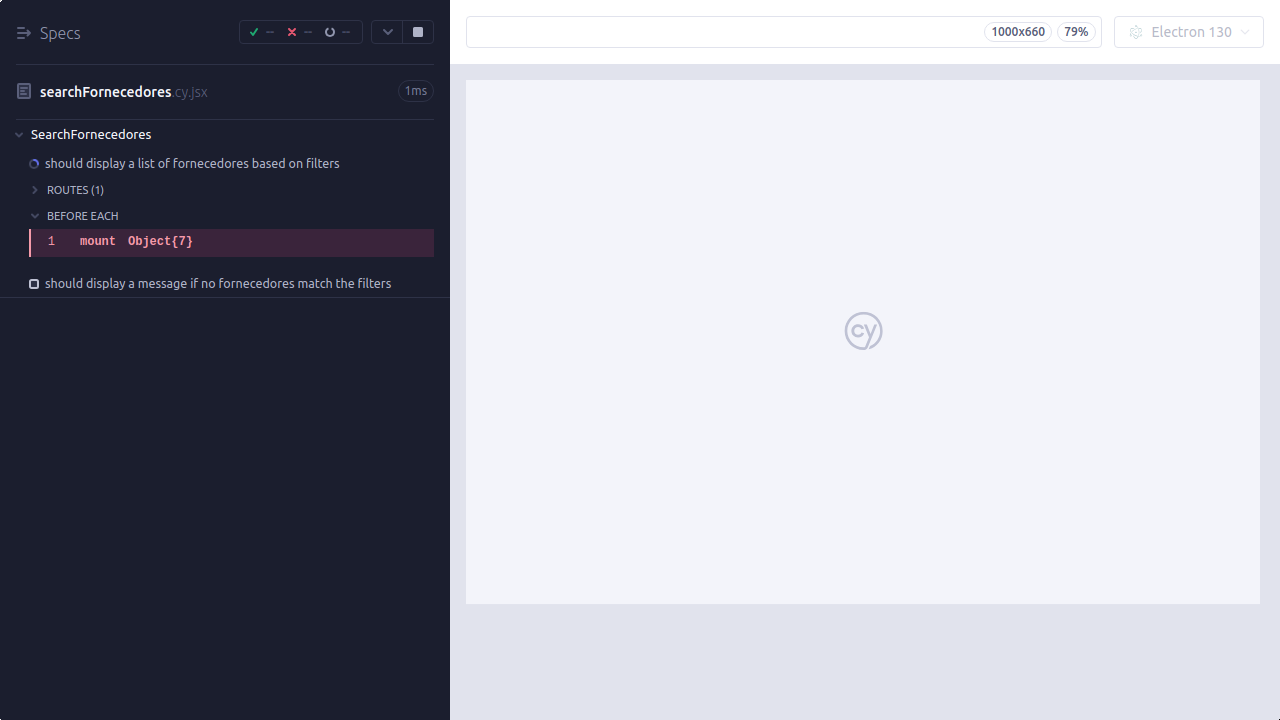 Specs
--
--
--
1000x660
79%
Electron 130
searchFornecedores.cy.jsx
1ms
SearchFornecedores
should display a list of fornecedores based on filters
ROUTES (1)
BEFORE EACH
1 mount Object{7}
should display a message if no fornecedores match the filters
cy